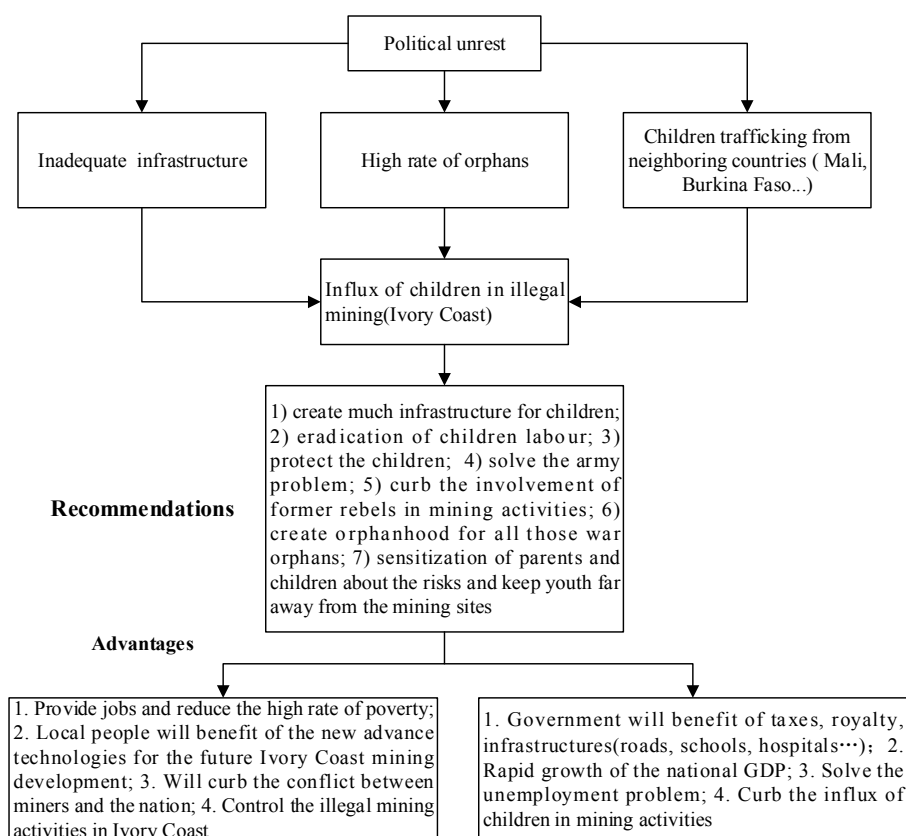 Political unrest
Inadequate infrastructure
High rate of orphans
Children trafficking from
neighboring countries ( Mali,
Burkina Faso...)
Influx of children in illegal
mining(Ivory Coast)
Recommendations
1) create much infrastructure for children;
2) eradication of children labour; 3)
protect the children; 4) solve the army
problem; 5) curb the involvement of
former rebels in mining activities; 6)
create orphanhood for all those war
orphans; 7) sensitization of parents and
children about the risks and keep youth far
away from the mining sites
Advantages
1. Provide jobs and reduce the high rate of poverty;
2. Local people will benefit of the new advance
technologies for the future Ivory Coast mining
development; 3. Will curb the conflict between
miners and the nation; 4. Control the illegal mining
activities in Ivory Coast
1. Government will benefit of taxes, royalty,
infrastructures(roads, schools, hospitals···); 2.
Rapid growth of the national GDP; 3. Solve the
unemployment problem; 4. Curb the influx of
children in mining activities